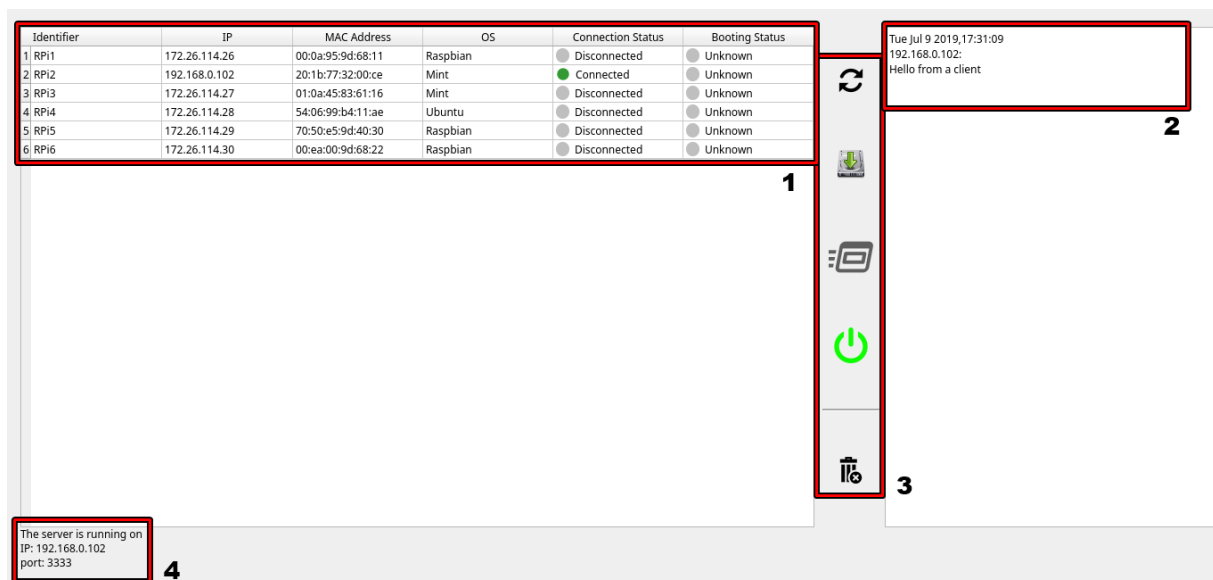 Identifier IP MAC Address OS Connection Status Booting Status
1 RPi1 172.26.114.26 00:0a:95:9d:68:11 Raspbian Disconnected Unknown
2 RPi2 192.168.0.102 20:1b:77:32:00:ce Mint Connected Unknown
3 RPi3 172.26.114.27 01:0a:45:83:61:16 Mint Disconnected Unknown
4 RPi4 172.26.114.28 54:06:99:b4:11:ae Ubuntu Disconnected Unknown
5 RPi5 172.26.114.29 70:50:e5:9d:40:30 Raspbian Disconnected Unknown
6 RPi6 172.26.114.30 00:ea:00:9d:68:22 Raspbian Disconnected Unknown
1
Tue Jul 9 2019,17:31:09
192.168.0.102:
Hello from a client
2
3
The server is running on
IP: 192.168.0.102
port: 3333
4